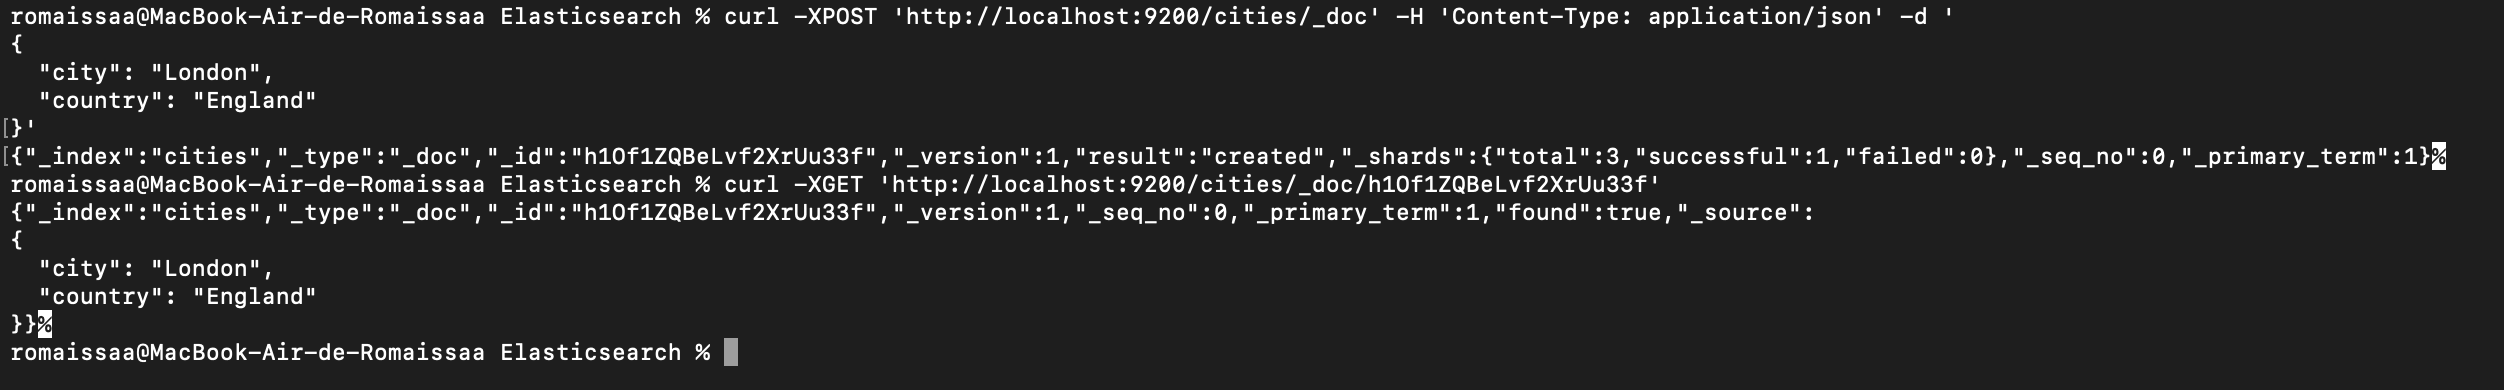 romaissaa@MacBook-Air-de-Romaissaa Elasticsearch % curl -XPOST 'http://localhost:9200/cities/_doc' -H 'Content-Type: application/json' -d '
{
  "city": "London",
  "country": "England"
}'
{"_index":"cities","_type":"_doc","_id":"h1Of1ZQBeLvf2XrUu33f","_version":1,"result":"created","_shards":{"total":3,"successful":1,"failed":0},"_seq_no":0,"_primary_term":1}%
romaissaa@MacBook-Air-de-Romaissaa Elasticsearch % curl -XGET 'http://localhost:9200/cities/_doc/h1Of1ZQBeLvf2XrUu33f'
{"_index":"cities","_type":"_doc","_id":"h1Of1ZQBeLvf2XrUu33f","_version":1,"_seq_no":0,"_primary_term":1,"found":true,"_source":
{
  "city": "London",
  "country": "England"
}}%
romaissaa@MacBook-Air-de-Romaissaa Elasticsearch %